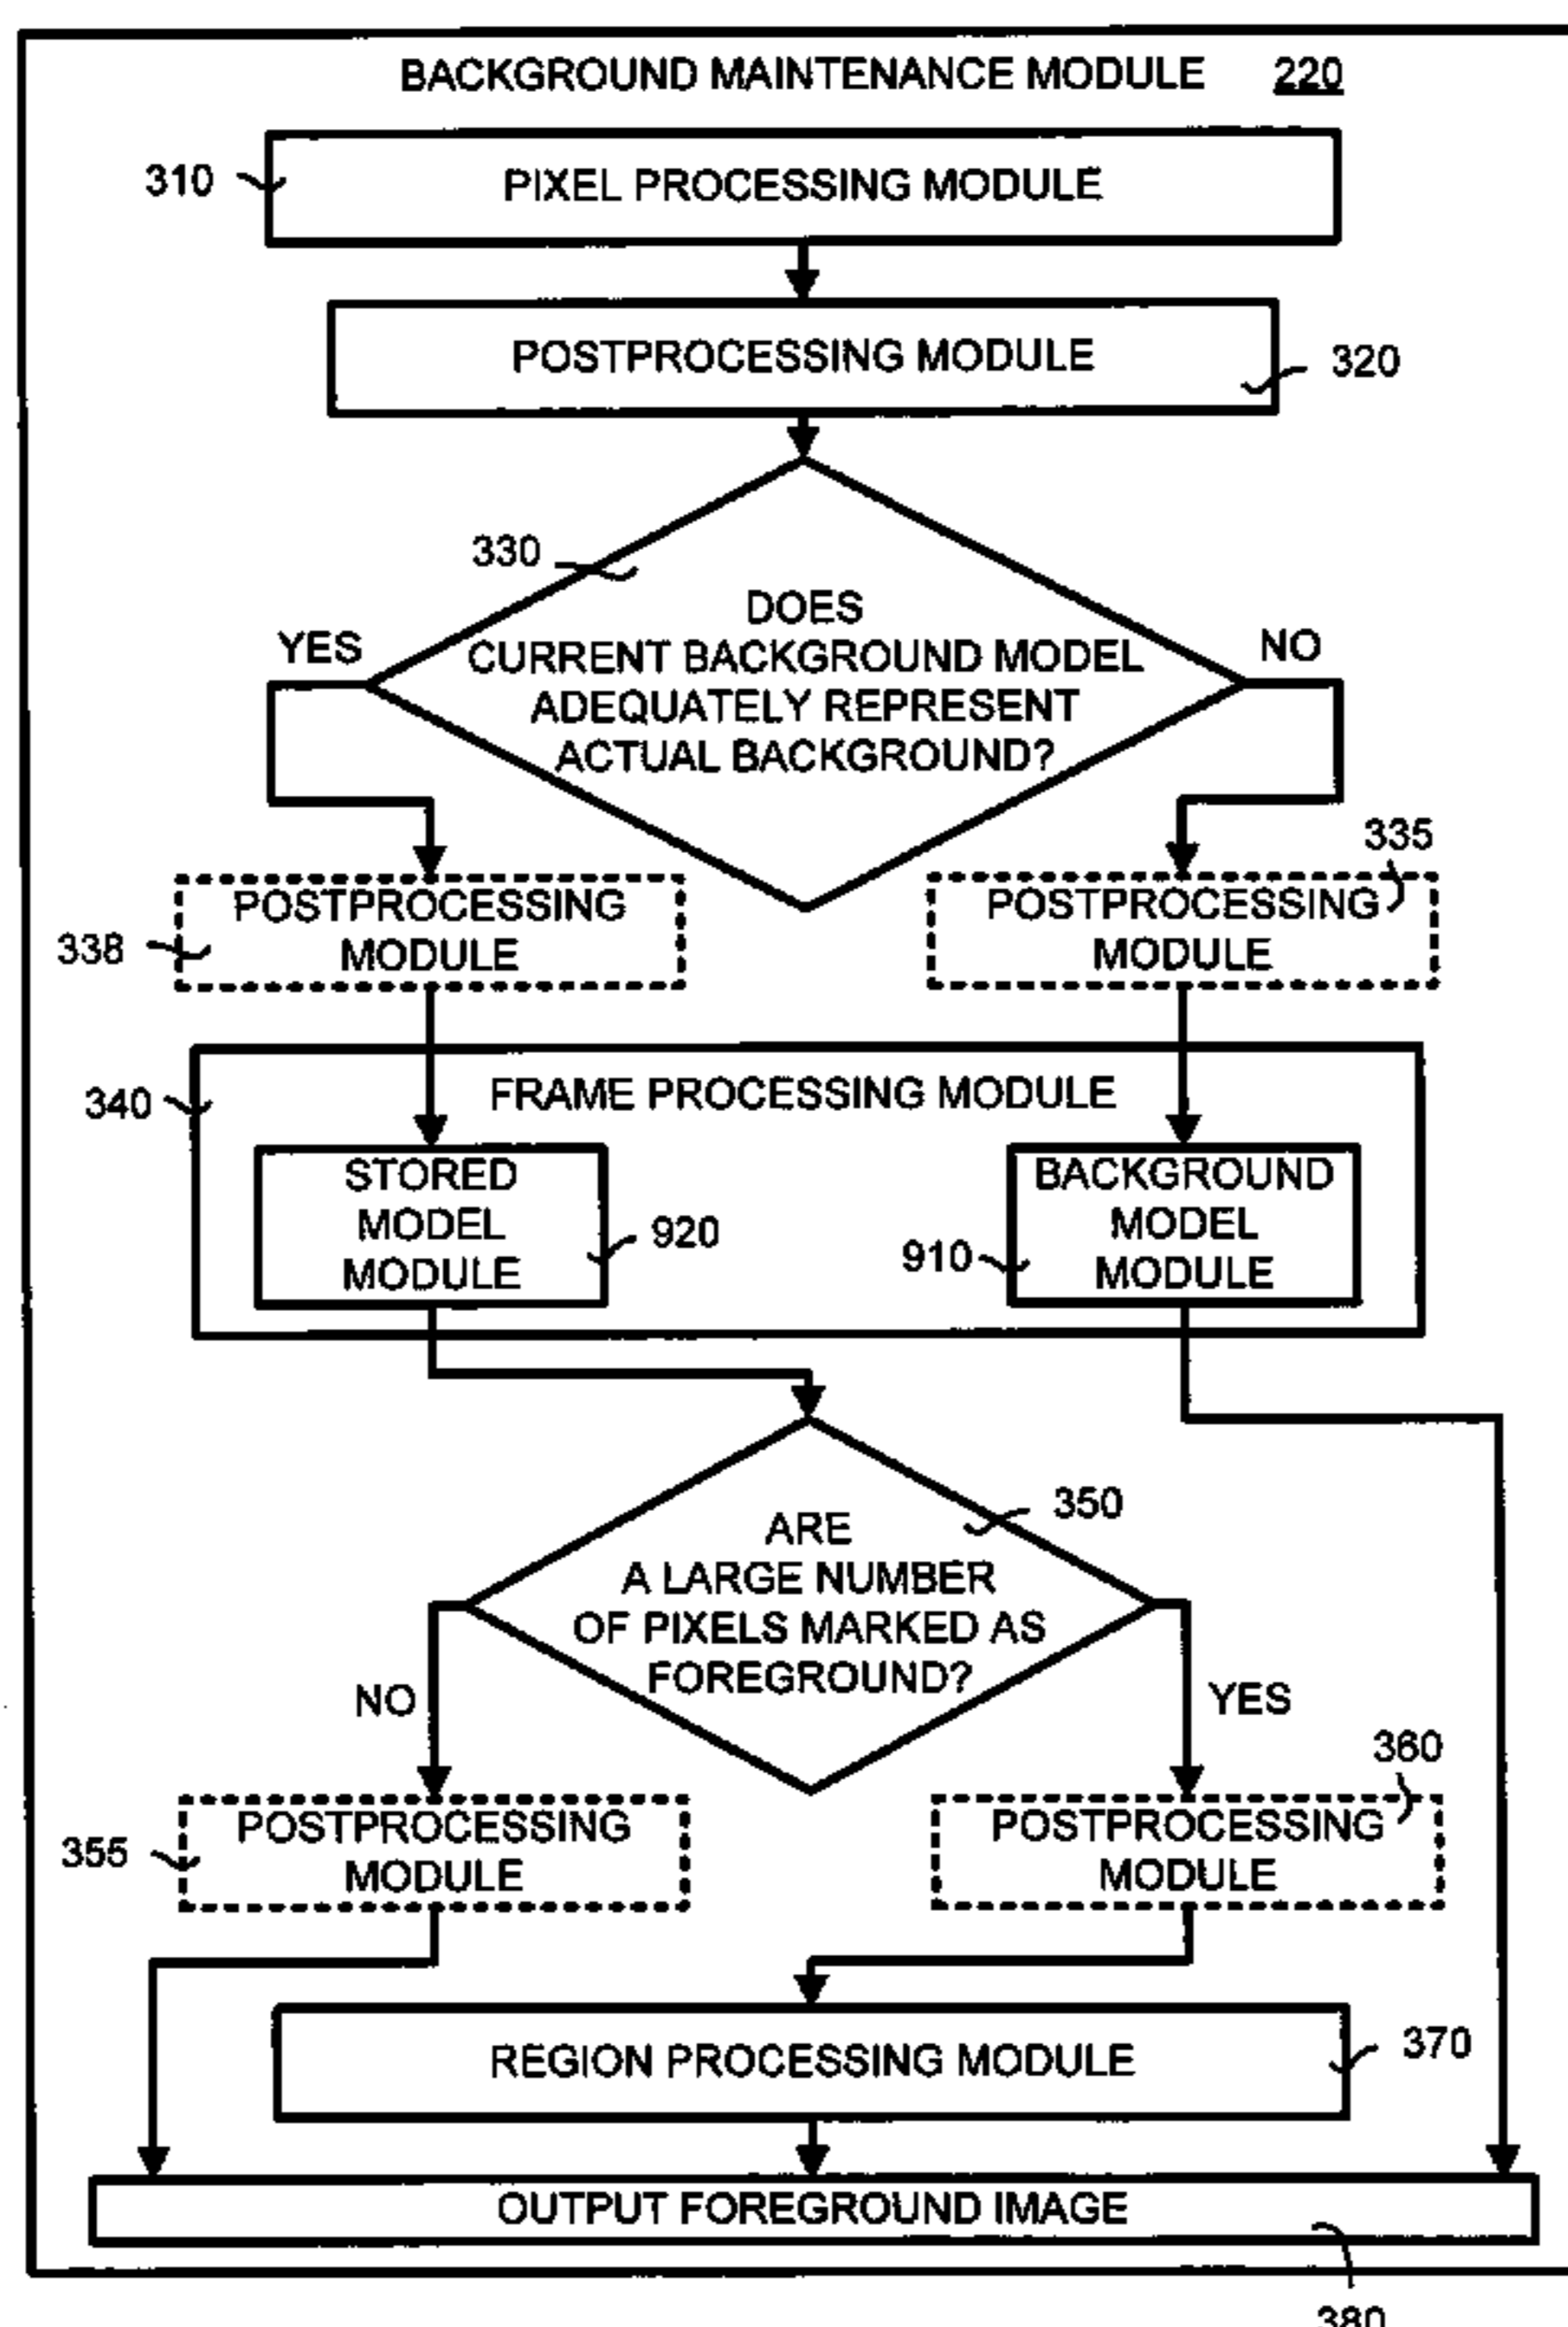 BACKGROUND MAINTENANCE MODULE 220
310
PIXEL PROCESSING MODULE
POSTPROCESSING MODULE
320
330
DOES
CURRENT BACKGROUND MODEL
ADEQUATELY REPRESENT
ACTUAL BACKGROUND?
YES
NO
335
POSTPROCESSING
MODULE
338
POSTPROCESSING
MODULE
340
FRAME PROCESSING MODULE
STORED
MODEL
MODULE
920
910
BACKGROUND
MODEL
MODULE
350
ARE
A LARGE NUMBER
OF PIXELS MARKED AS
FOREGROUND?
NO
YES
360
355
POSTPROCESSING
MODULE
POSTPROCESSING
MODULE
REGION PROCESSING MODULE
370
OUTPUT FOREGROUND IMAGE
380